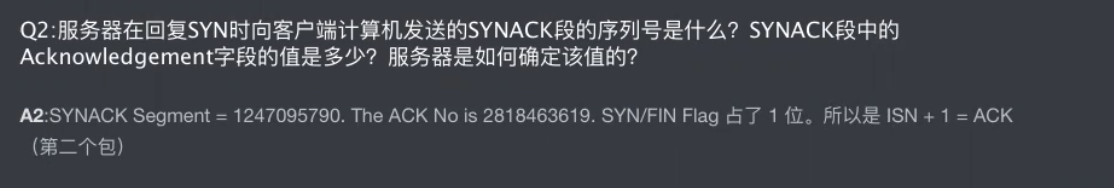 Q2:服务器在回复SYN时向客户端计算机发送的SYNACK段的序列号是什么？SYNACK段中的
Acknowledgement字段的值是多少？服务器是如何确定该值的？
A2:SYNACK Segment = 1247095790. The ACK No is 2818463619. SYN/FIN Flag 占了 1 位。所以是 ISN + 1 = ACK
（第二个包）